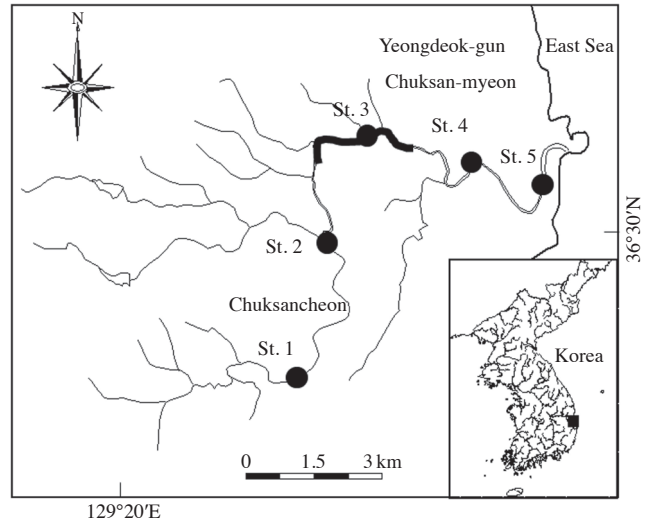 N
Yeongdeok-gun
East Sea
Chuksan-myeon
St. 3
St. 4
St. 5
36°30′N
St. 2
Chuksancheon
St. 1
Korea
0 1.5 3 km
129°20′E